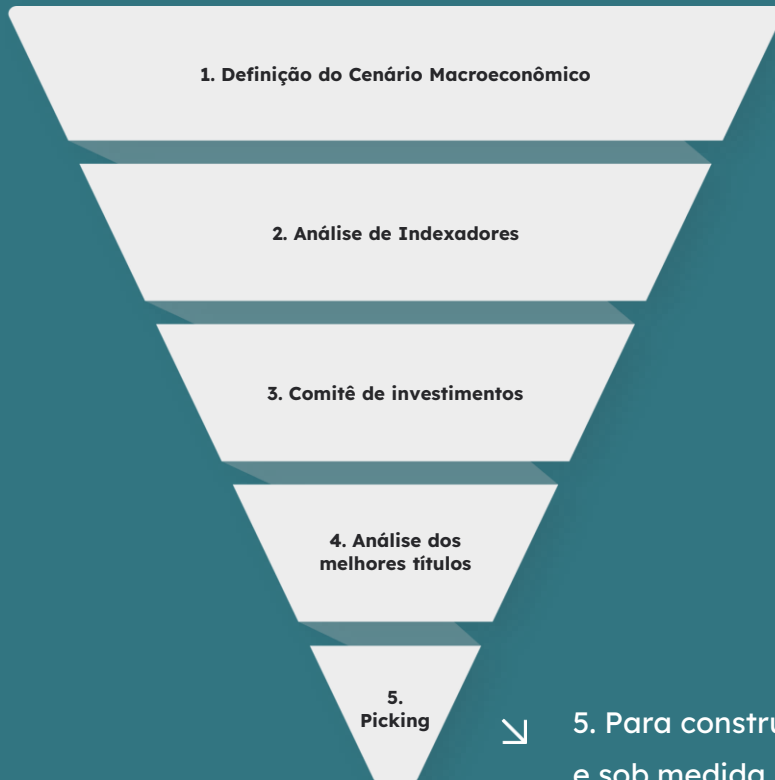 1. Definição do Cenário Macroeconômico
2. Análise de Indexadores
3. Comitê de investimentos
4. Análise dos
melhores títulos
5.
Picking
5. Para constru
e sob medida